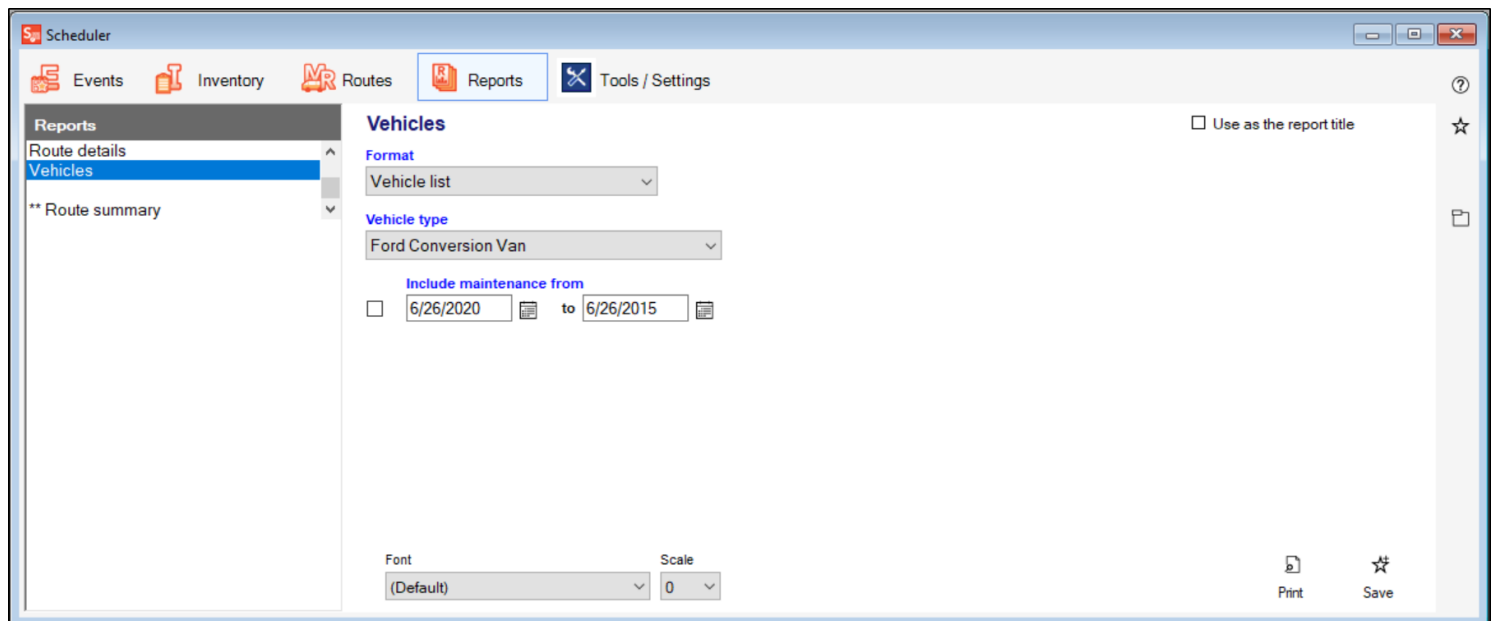 Scheduler
Events Inventory Routes Reports Tools / Settings
Reports
Route details
Vehicles
** Route summary
Vehicles
Use as the report title
Format
Vehicle list
Vehicle type
Ford Conversion Van
Include maintenance from
6/26/2020 to 6/26/2015
Font Scale
(Default) 0
Print Save